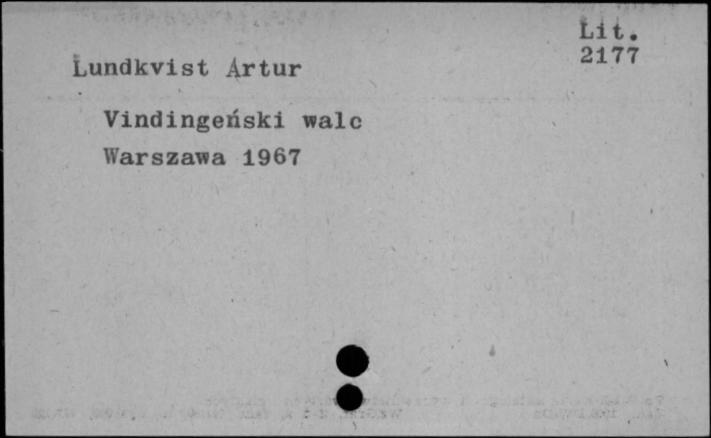 Lit.
2177
Lundkvist Artur
Vindingeński walc
Warszawa 1967